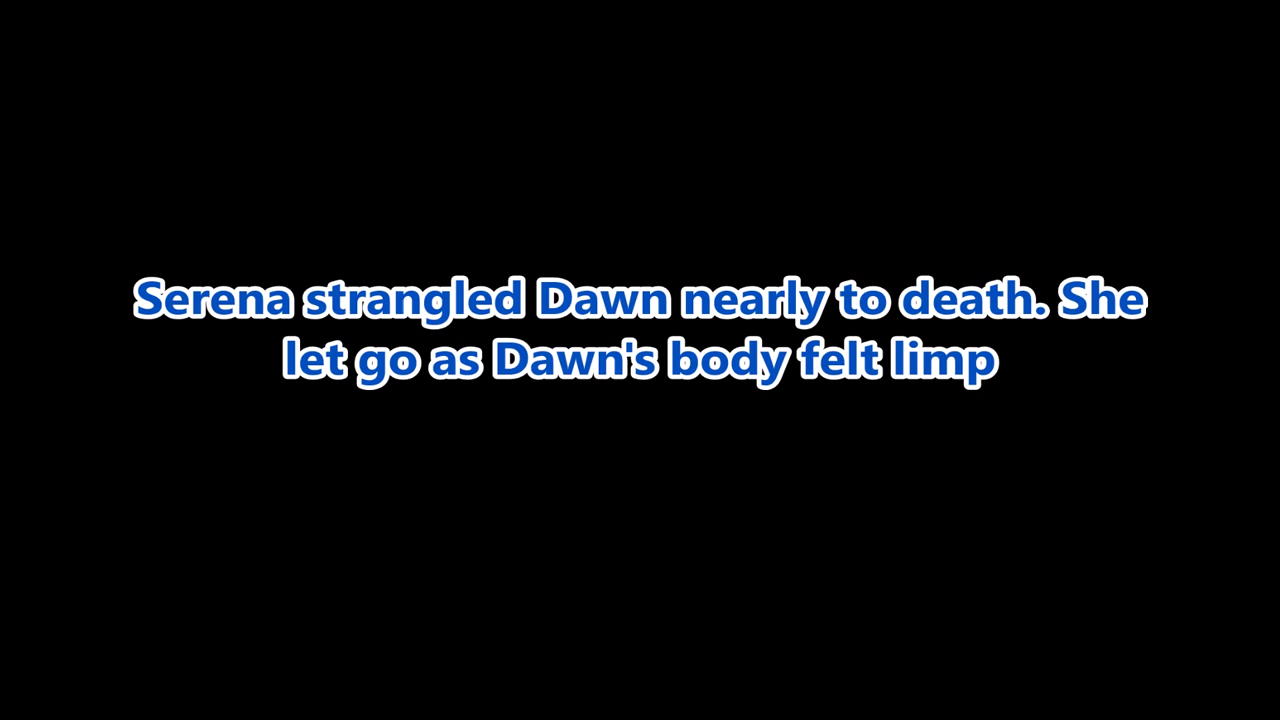 Serena strangled Dawn nearly to death. She
let go as Dawn's body felt limp